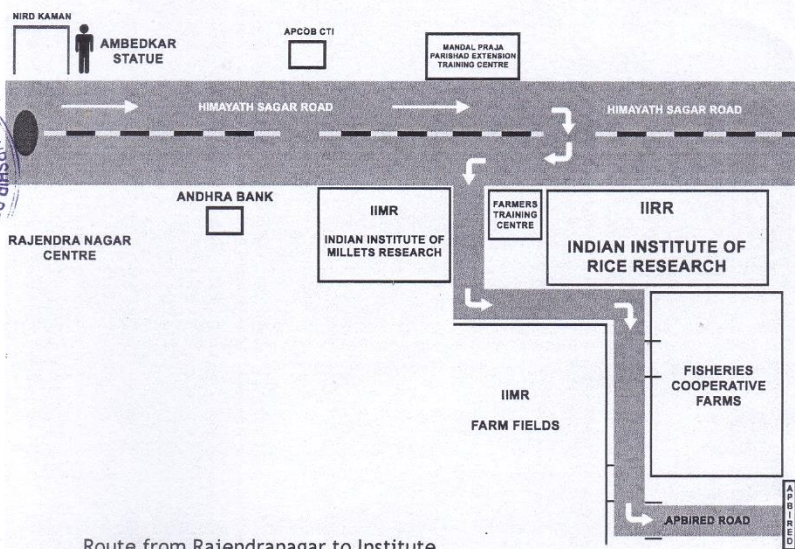 NIRD KAMAN
AMBEDKAR
STATUE
APCOB CTI
MANDAL PRAJA
PARISHAD EXTENSION
TRAINING CENTRE
HIMAYATH SAGAR ROAD
HIMAYATH SAGAR ROAD
ANDHRA BANK
RAJENDRA NAGAR
CENTRE
IIMR
INDIAN INSTITUTE OF
MILLETS RESEARCH
FARMERS
TRAINING
CENTRE
IIRR
INDIAN INSTITUTE OF
RICE RESEARCH
IIMR
FARM FIELDS
FISHERIES
COOPERATIVE
FARMS
APBIRED ROAD
APBIRED
Route from Rajendranagar to Institute